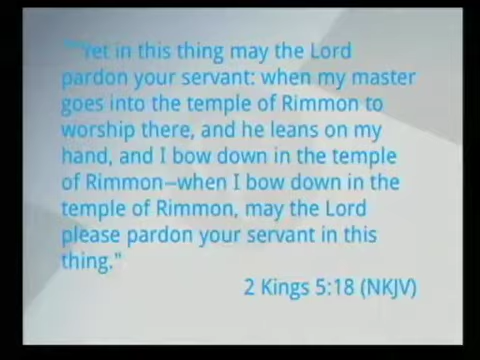 "Yet in this thing may the Lord
pardon your servant: when my master
goes into the temple of Rimmon to
worship there, and he leans on my
hand, and I bow down in the temple
of Rimmon—when I bow down in the
temple of Rimmon, may the Lord
please pardon your servant in this
thing."
2 Kings 5:18 (NKJV)